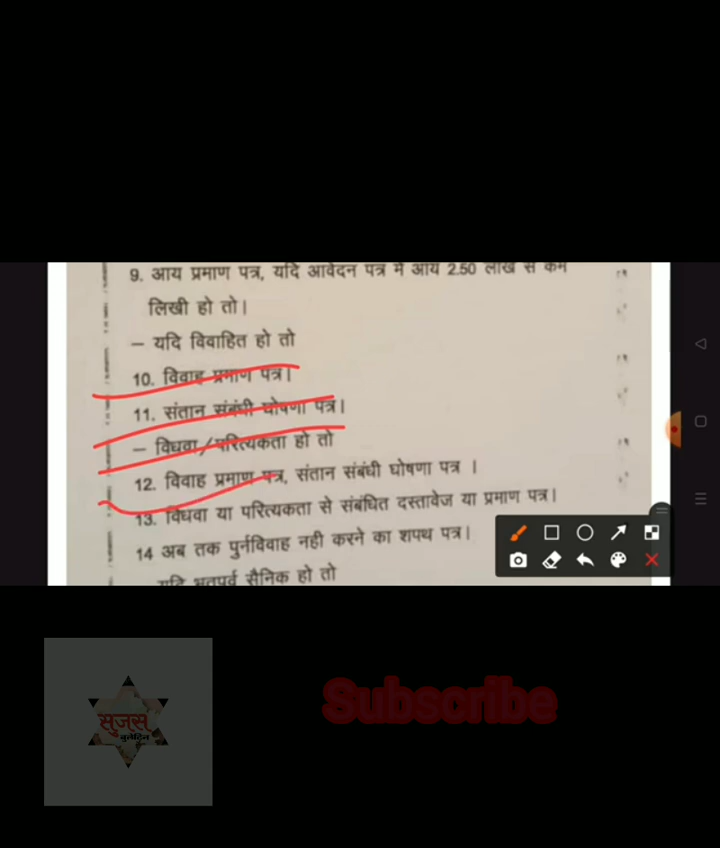 9. आय प्रमाण पत्र, यदि आवेदन पत्र में आय 2.50 लाख से कम
लिखी हो तो।
– यदि विवाहित हो तो
10. विवाह प्रमाण पत्र।
11. संतान संबंधी घोषणा पत्र।
– विधवा/परित्यकता हो तो
12. विवाह प्रमाण पत्र, संतान संबंधी घोषणा पत्र ।
13. विधवा या परित्यकता से संबंधित दस्तावेज या प्रमाण पत्र।
14 अब तक पुर्नविवाह नही करने का शपथ पत्र।
यदि भूतपूर्व सैनिक हो तो
सुजस
बुलेटिन
Subscribe